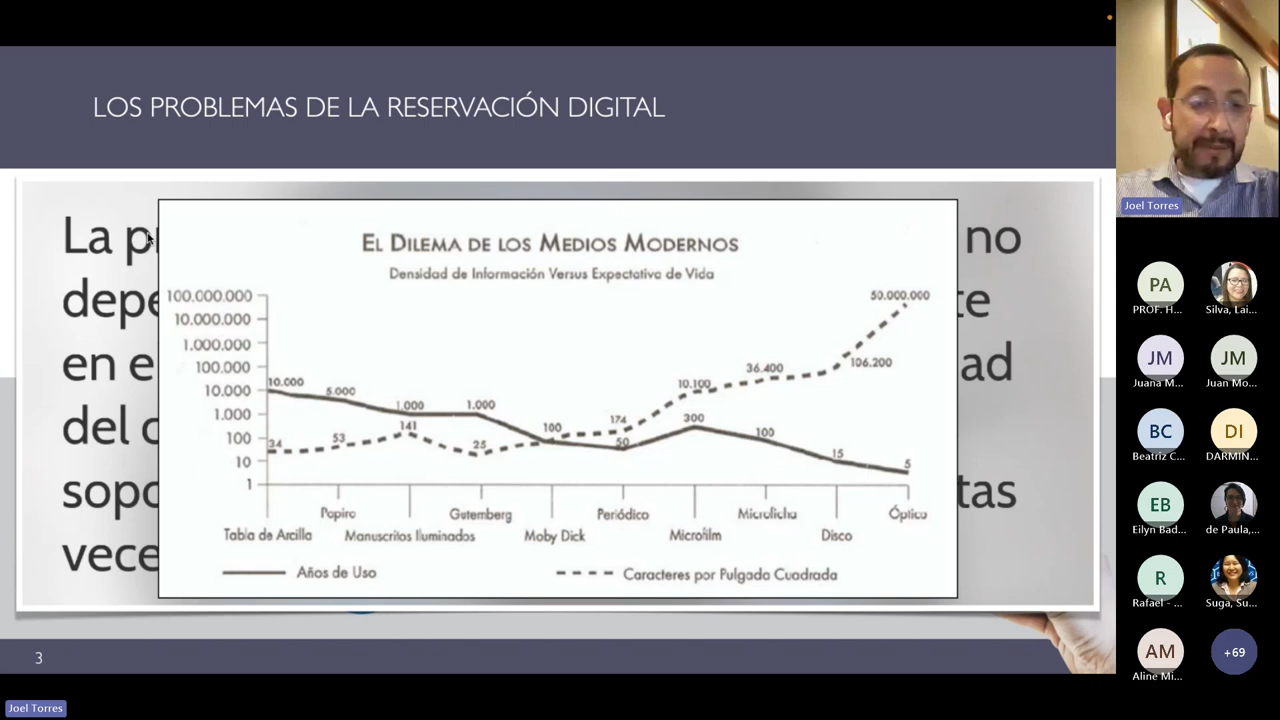 LOS PROBLEMAS DE LA RESERVACIÓN DIGITAL
La p
no
depe
te
en e
ad
del
sopo
tas
vece
EL DILEMA DE LOS MEDIOS MODERNOS
Densidad de Información Versus Expectativa de Vida
100.000.000
10.000.000
1.000.000
100.000
10.000
1.000
100
10
1
10.000
5.000
1.000
1.000
100
50
300
100
15
5
34
53
141
25
174
10.100
36.400
106.200
50.000.000
Tabla de Arcilla
Papiro
Manuscritos Iluminados
Gutemberg
Moby Dick
Periódico
Microfilm
Microficha
Disco
Óptico
Años de Uso
Caracteres por Pulgada Cuadrada
3
Joel Torres
Joel Torres
PA
PROF. H...
Silva, Lai...
JM
Juana M...
JM
Juan Mo...
BC
Beatriz C...
DI
DARMIN...
EB
Eilyn Bad...
de Paula,...
R
Rafael - ...
Suga, Su...
AM
Aline Mi...
+69